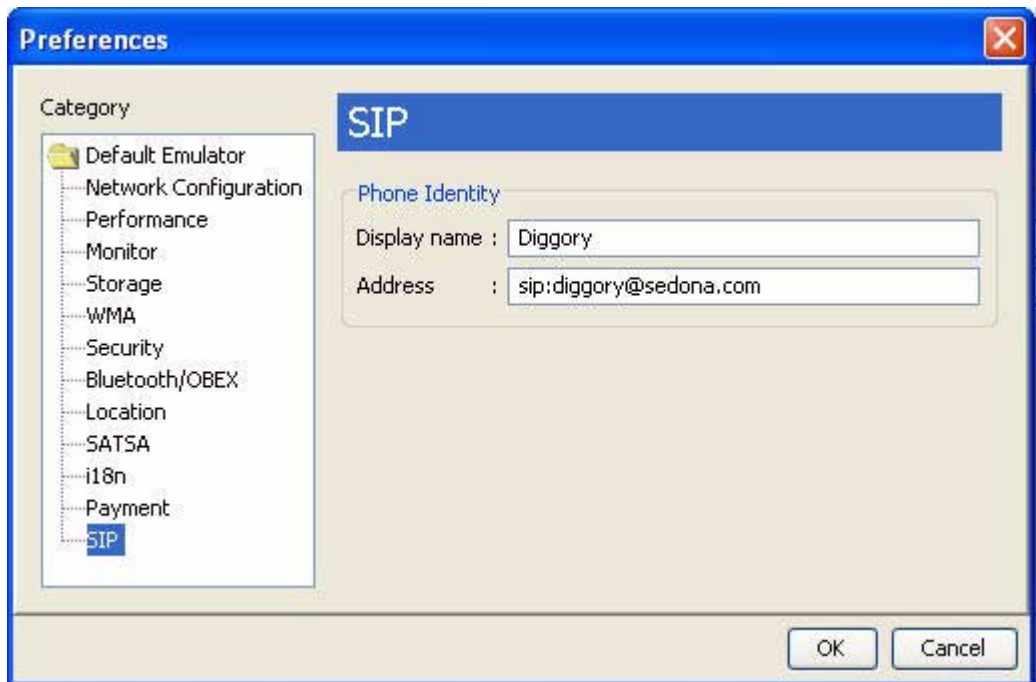 Preferences
Category
Default Emulator
Network Configuration
Performance
Monitor
Storage
WMA
Security
Bluetooth/OBEX
Location
SATSA
i18n
Payment
SIP
SIP
Phone Identity
Display name : Diggory
Address : sip:diggory@sedona.com
OK Cancel